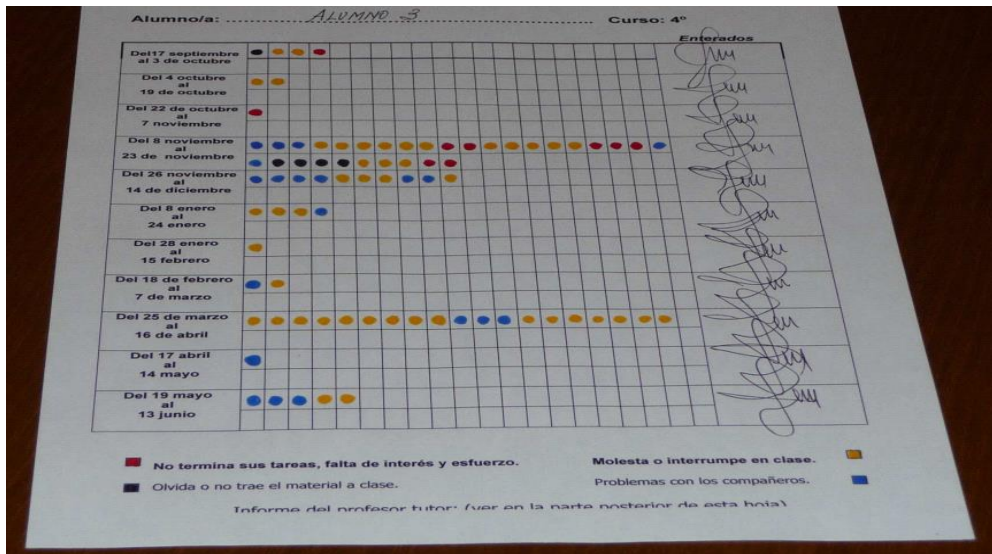 Alumno/a: ALUMNO 3 Curso: 4º
Enterados
Del17 septiembre
al 3 de octubre
Del 4 octubre
al
19 de octubre
Del 22 de octubre
al
7 noviembre
Del 8 noviembre
al
23 de noviembre
Del 26 noviembre
al
14 de diciembre
Del 8 enero
al
24 enero
Del 28 enero
al
15 febrero
Del 18 de febrero
al
7 de marzo
Del 25 de marzo
al
16 de abril
Del 17 abril
al
14 mayo
Del 19 mayo
al
13 junio
No termina sus tareas, falta de interés y esfuerzo. Molesta o interrumpe en clase.
Olvida o no trae el material a clase. Problemas con los compañeros.
Informe del profesor tutor: (ver en la parte posterior de esta hoja)